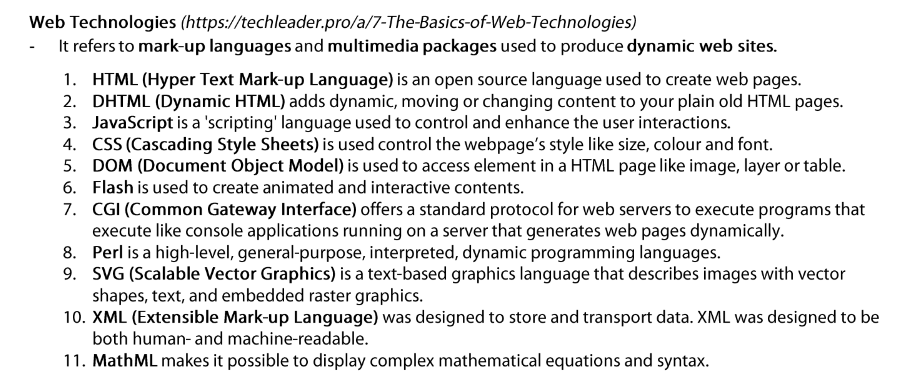 Web Technologies (https://techleader.pro/a/7-The-Basics-of-Web-Technologies)
- It refers to mark-up languages and multimedia packages used to produce dynamic web sites.
1. HTML (Hyper Text Mark-up Language) is an open source language used to create web pages.
2. DHTML (Dynamic HTML) adds dynamic, moving or changing content to your plain old HTML pages.
3. JavaScript is a 'scripting' language used to control and enhance the user interactions.
4. CSS (Cascading Style Sheets) is used control the webpage's style like size, colour and font.
5. DOM (Document Object Model) is used to access element in a HTML page like image, layer or table.
6. Flash is used to create animated and interactive contents.
7. CGI (Common Gateway Interface) offers a standard protocol for web servers to execute programs that
execute like console applications running on a server that generates web pages dynamically.
8. Perl is a high-level, general-purpose, interpreted, dynamic programming languages.
9. SVG (Scalable Vector Graphics) is a text-based graphics language that describes images with vector
shapes, text, and embedded raster graphics.
10. XML (Extensible Mark-up Language) was designed to store and transport data. XML was designed to be
both human- and machine-readable.
11. MathML makes it possible to display complex mathematical equations and syntax.